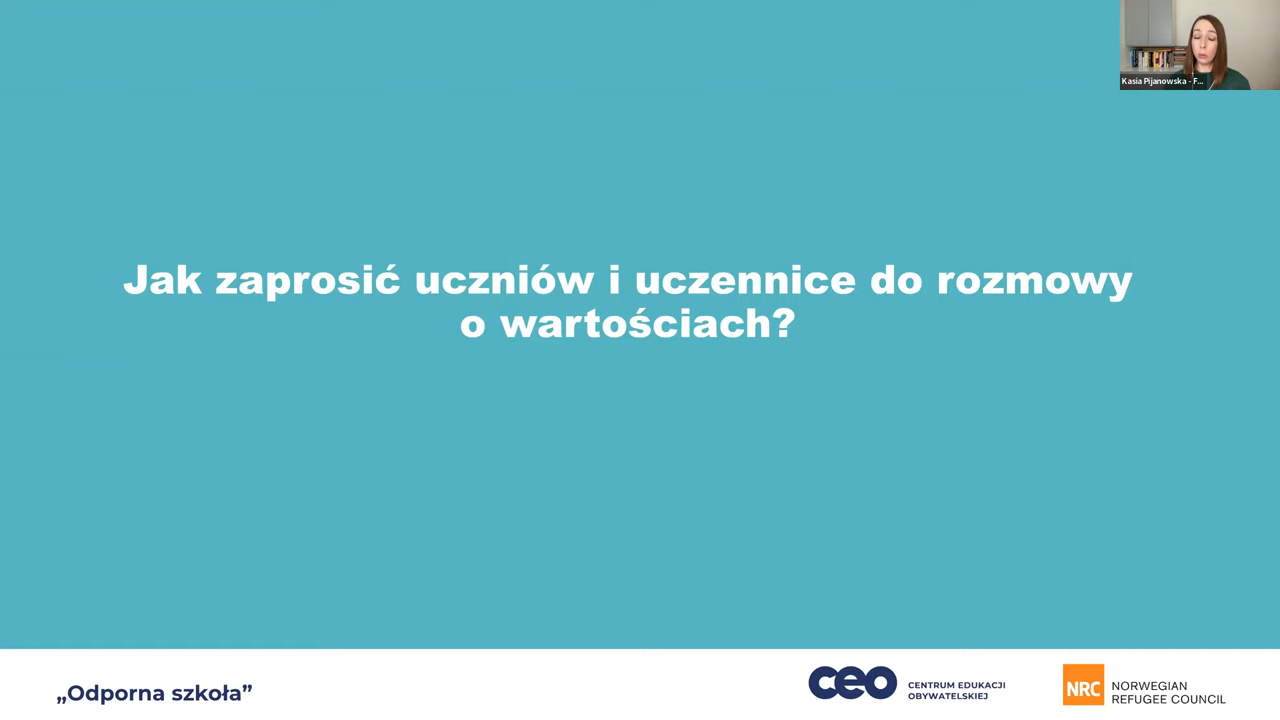 Kasia Pijanowska - F...
Jak zaprosić uczniów i uczennice do rozmowy
o wartościach?
„Odporna szkoła”
ceo
CENTRUM EDUKACJI
OBYWATELSKIEJ
NRC
NORWEGIAN
REFUGEE COUNCIL